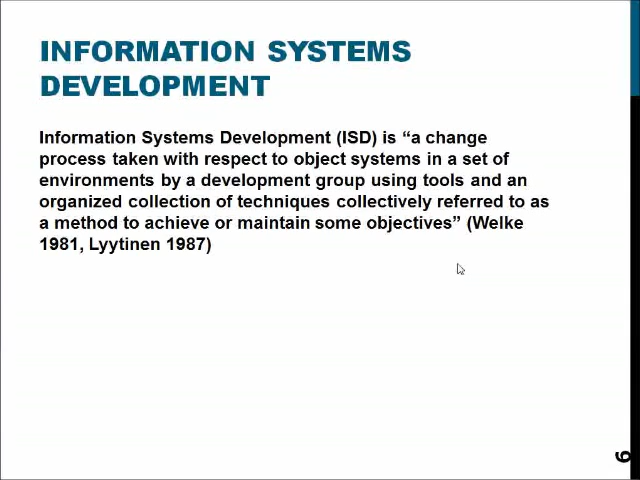 INFORMATION SYSTEMS
DEVELOPMENT
Information Systems Development (ISD) is “a change
process taken with respect to object systems in a set of
environments by a development group using tools and an
organized collection of techniques collectively referred to as
a method to achieve or maintain some objectives” (Welke
1981, Lyytinen 1987)
6